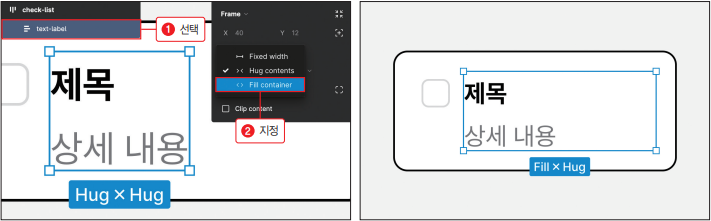 check-list
text-label
1 선택
Frame
X 40 Y 12
Fixed width
Hug contents
Fill container
Clip content
2 지정
제목
상세 내용
Hug × Hug
제목
상세 내용
Fill × Hug